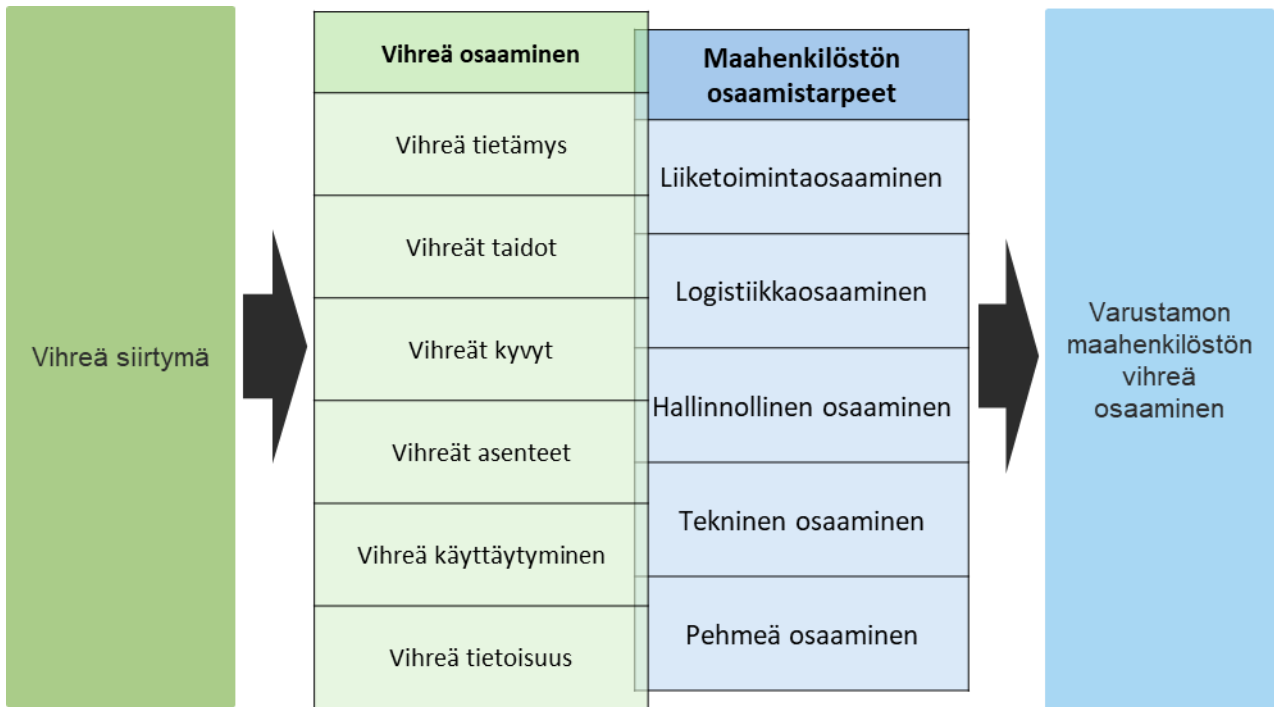 Vihreä siirtymä
Vihreä osaaminen
Vihreä tietämys
Vihreät taidot
Vihreät kyvyt
Vihreät asenteet
Vihreä käyttäytyminen
Vihreä tietoisuus
Maahenkilöstön
osaamistarpeet
Liiketoimintaosaaminen
Logistiikkaosaaminen
Hallinnollinen osaaminen
Tekninen osaaminen
Pehmeä osaaminen
Varustamon
maahenkilöstön
vihreä
osaaminen